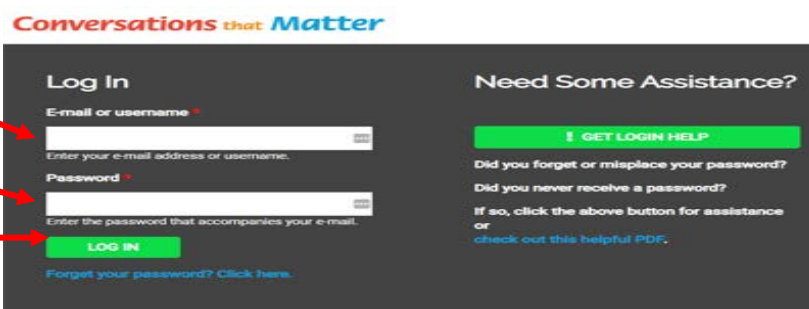 Conversations that Matter
Log In
E-mail or username *
Enter your e-mail address or username.
Password *
Enter the password that accompanies your e-mail.
LOG IN
Forget your password? Click here.
Need Some Assistance?
! GET LOGIN HELP
Did you forget or misplace your password?
Did you never receive a password?
If so, click the above button for assistance
or
check out this helpful PDF.